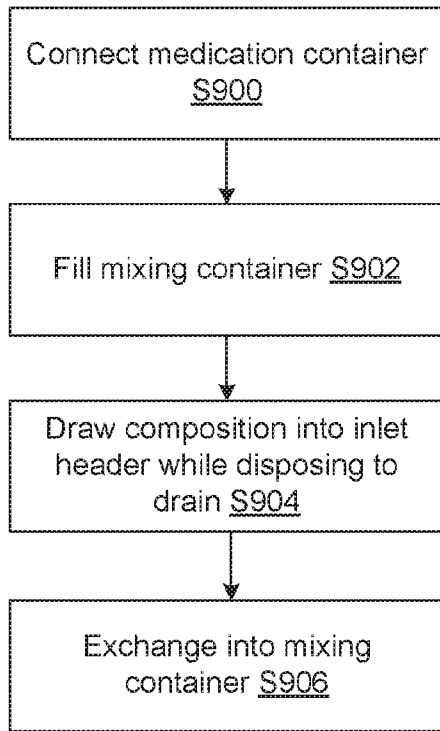 Connect medication container
S900
Fill mixing container S902
Draw composition into inlet
header while disposing to
drain S904
Exchange into mixing
container S906